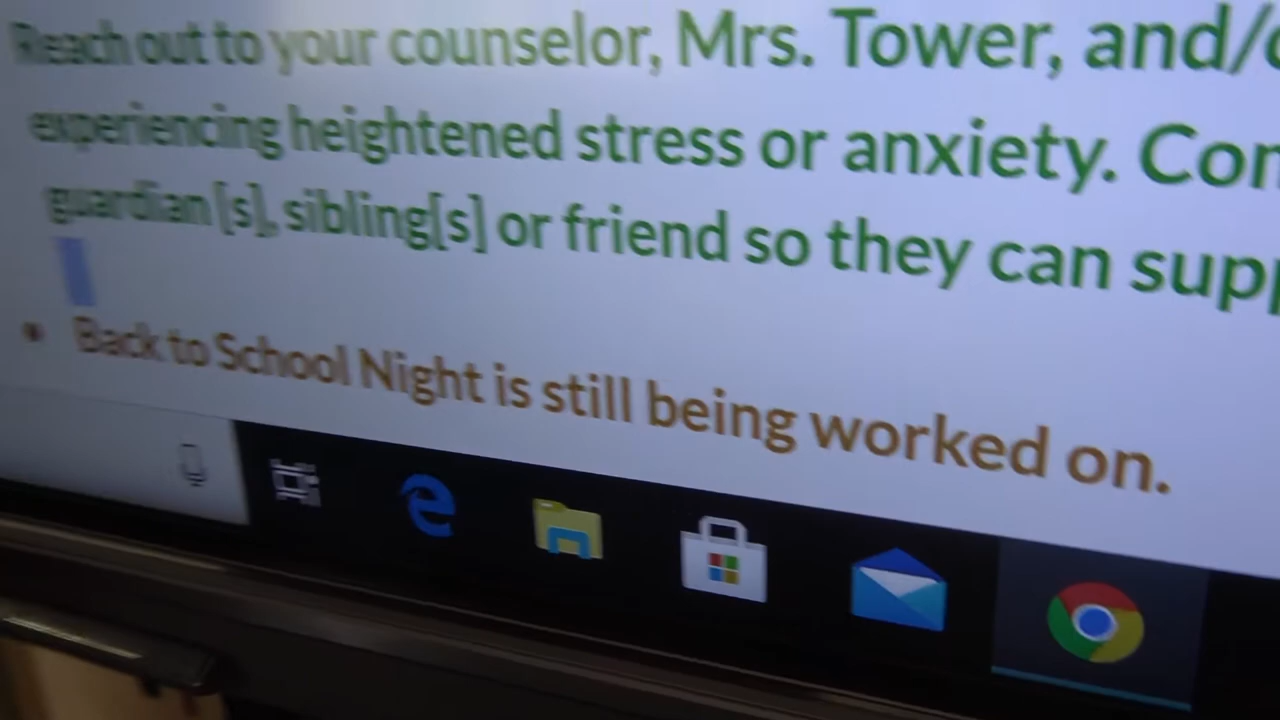 Reach out to your counselor, Mrs. Tower, and/
experiencing heightened stress or anxiety. Con
guardian[s], sibling[s] or friend so they can supp
• Back to School Night is still being worked on.